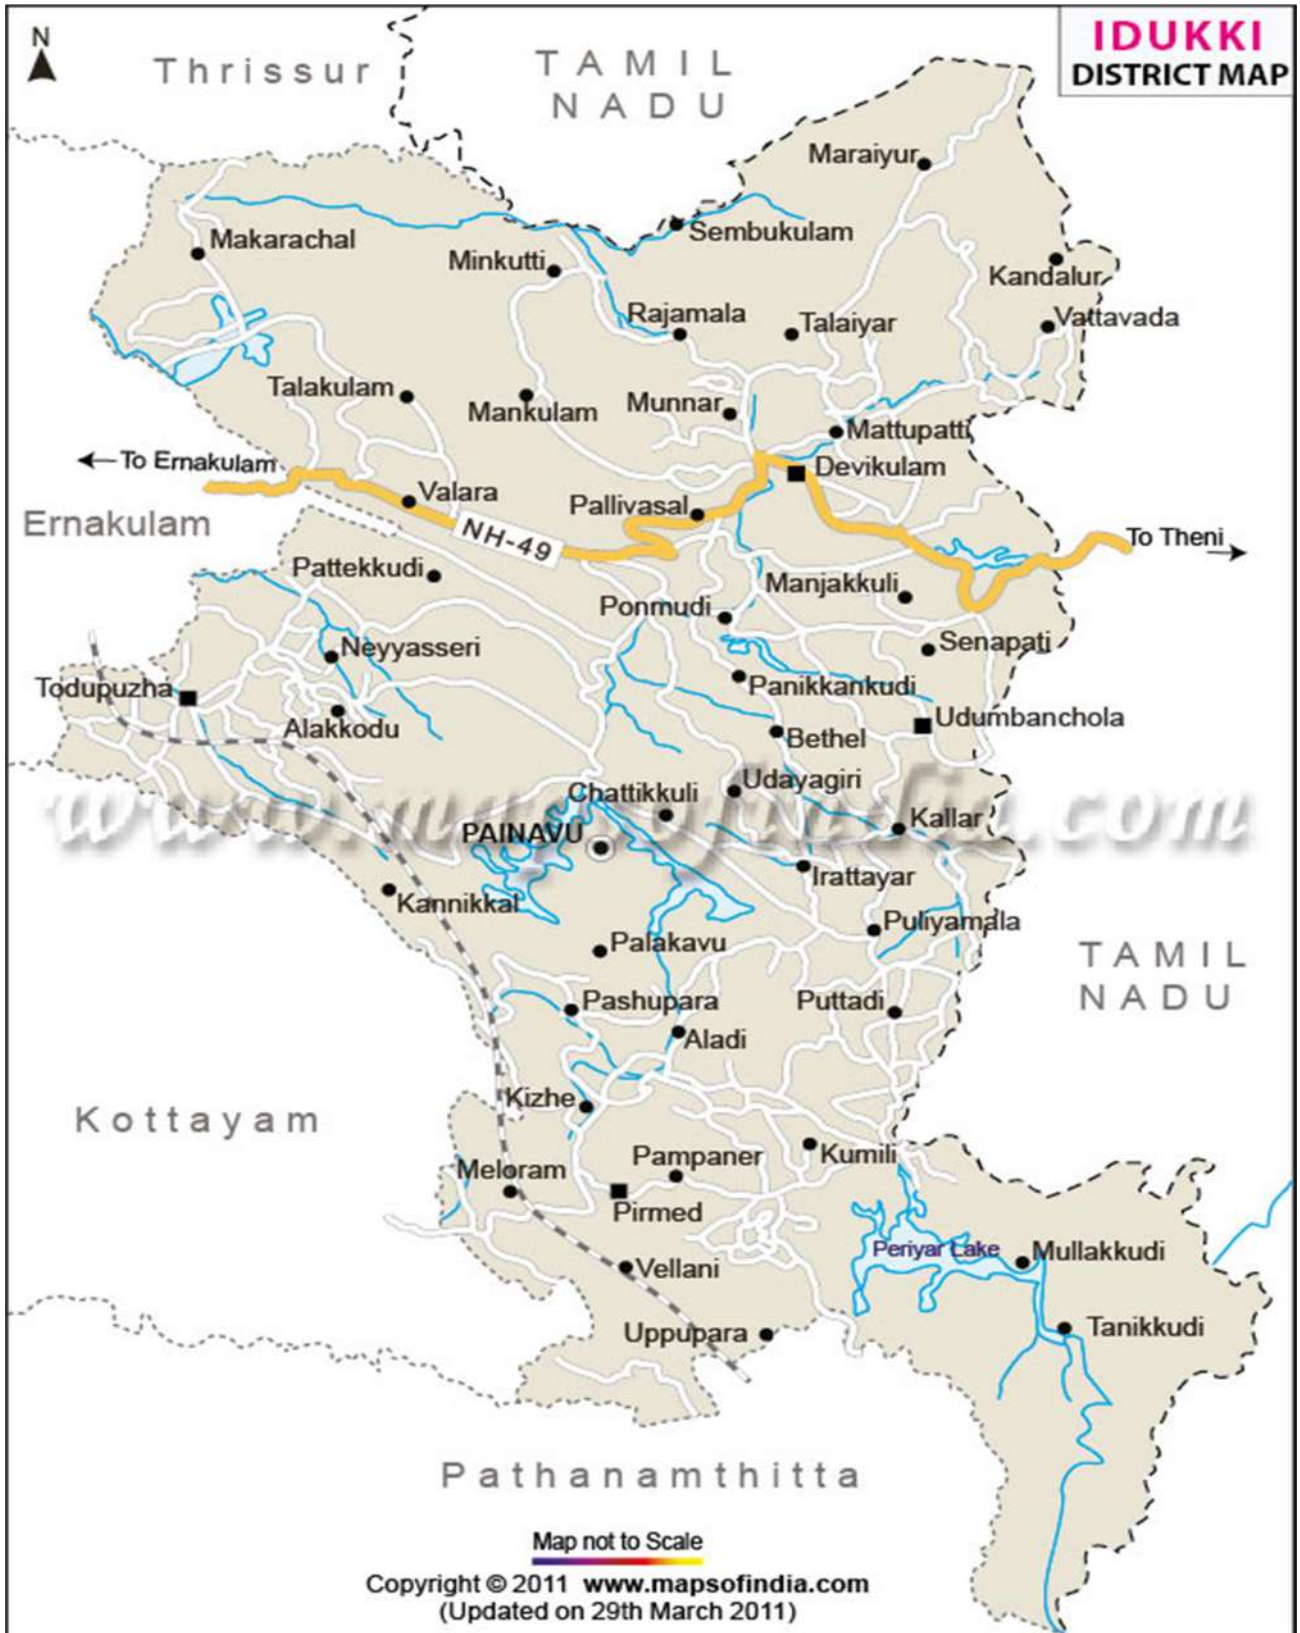 N
IDUKKI
DISTRICT MAP
Thrissur
TAMIL
NADU
Maraiyur
Makarachal
Sembukulam
Minkutti
Kandalur
Rajamala
Talaiyar
Vattavada
Talakulam
Mankulam
Munnar
Mattupatti
To Ernakulam
Devikulam
Valara
Pallivasal
Ernakulam
NH-49
To Theni
Pattekkudi
Manjakkuli
Ponmudi
Neyyasseri
Senapati
Todupuzha
Panikkankudi
Alakkodu
Udumbanchola
Bethel
Udayagiri
Chattikkuli
www.mapsofindia.com
Kallar
PAINAVU
Irattayar
Kannikkal
Puliyamala
Palakavu
TAMIL
NADU
Pashupara
Puttadi
Aladi
Kizhe
Kottayam
Pampaner
Kumili
Meloram
Pirmed
Periyar Lake
Mullakkudi
Vellani
Uppupara
Tanikkudi
Pathanamthitta
Map not to Scale
Copyright © 2011 www.mapsofindia.com
(Updated on 29th March 2011)